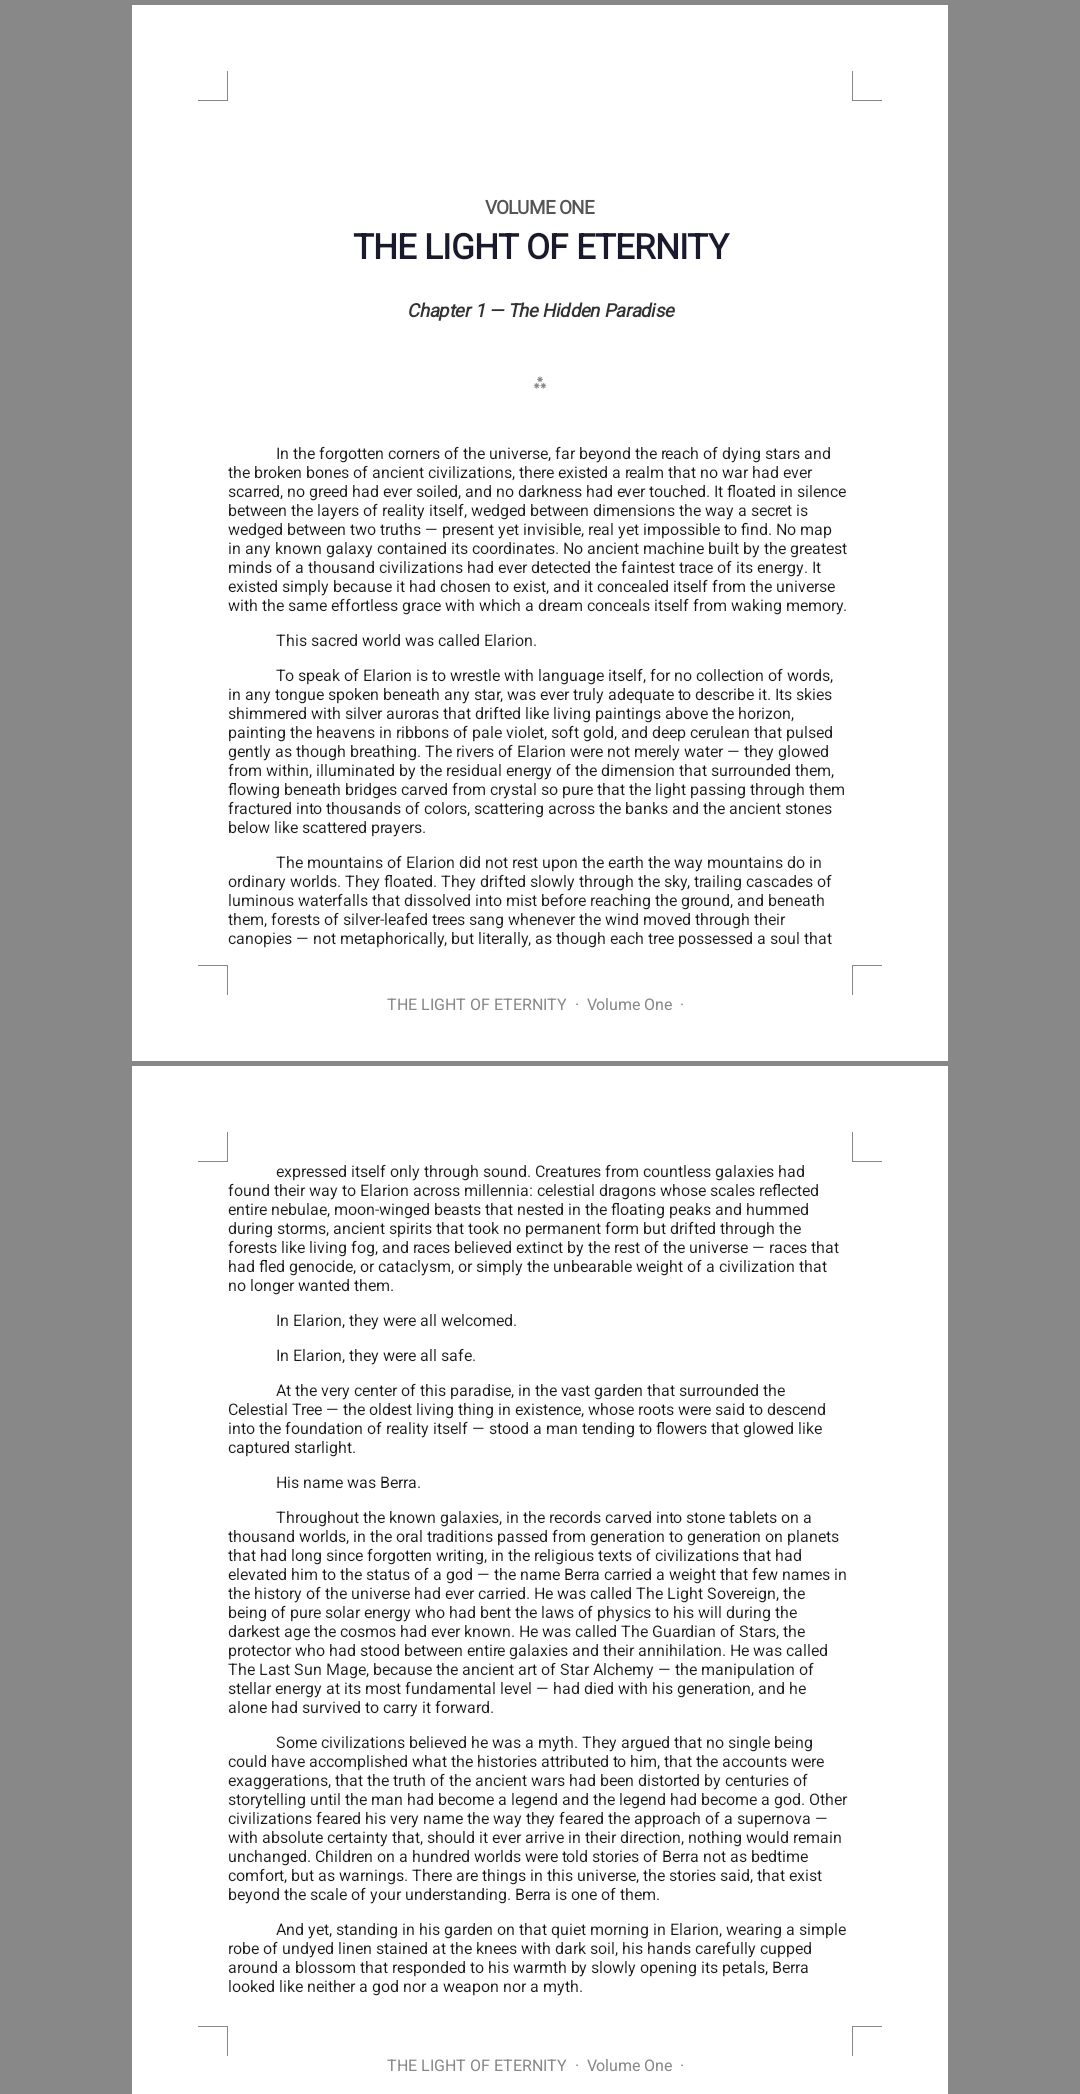 VOLUME ONE
THE LIGHT OF ETERNITY
Chapter 1 — The Hidden Paradise
⁂
In the forgotten corners of the universe, far beyond the reach of dying stars and
the broken bones of ancient civilizations, there existed a realm that no war had ever
scarred, no greed had ever soiled, and no darkness had ever touched. It floated in silence
between the layers of reality itself, wedged between dimensions the way a secret is
wedged between two truths — present yet invisible, real yet impossible to find. No map
in any known galaxy contained its coordinates. No ancient machine built by the greatest
minds of a thousand civilizations had ever detected the faintest trace of its energy. It
existed simply because it had chosen to exist, and it concealed itself from the universe
with the same effortless grace with which a dream conceals itself from waking memory.
This sacred world was called Elarion.
To speak of Elarion is to wrestle with language itself, for no collection of words,
in any tongue spoken beneath any star, was ever truly adequate to describe it. Its skies
shimmered with silver auroras that drifted like living paintings above the horizon,
painting the heavens in ribbons of pale violet, soft gold, and deep cerulean that pulsed
gently as though breathing. The rivers of Elarion were not merely water — they glowed
from within, illuminated by the residual energy of the dimension that surrounded them,
flowing beneath bridges carved from crystal so pure that the light passing through them
fractured into thousands of colors, scattering across the banks and the ancient stones
below like scattered prayers.
The mountains of Elarion did not rest upon the earth the way mountains do in
ordinary worlds. They floated. They drifted slowly through the sky, trailing cascades of
luminous waterfalls that dissolved into mist before reaching the ground, and beneath
them, forests of silver-leafed trees sang whenever the wind moved through their
canopies — not metaphorically, but literally, as though each tree possessed a soul that
THE LIGHT OF ETERNITY · Volume One ·
expressed itself only through sound. Creatures from countless galaxies had
found their way to Elarion across millennia: celestial dragons whose scales reflected
entire nebulae, moon-winged beasts that nested in the floating peaks and hummed
during storms, ancient spirits that took no permanent form but drifted through the
forests like living fog, and races believed extinct by the rest of the universe — races that
had fled genocide, or cataclysm, or simply the unbearable weight of a civilization that
no longer wanted them.
In Elarion, they were all welcomed.
In Elarion, they were all safe.
At the very center of this paradise, in the vast garden that surrounded the
Celestial Tree — the oldest living thing in existence, whose roots were said to descend
into the foundation of reality itself — stood a man tending to flowers that glowed like
captured starlight.
His name was Berra.
Throughout the known galaxies, in the records carved into stone tablets on a
thousand worlds, in the oral traditions passed from generation to generation on planets
that had long since forgotten writing, in the religious texts of civilizations that had
elevated him to the status of a god — the name Berra carried a weight that few names in
the history of the universe had ever carried. He was called The Light Sovereign, the
being of pure solar energy who had bent the laws of physics to his will during the
darkest age the cosmos had ever known. He was called The Guardian of Stars, the
protector who had stood between entire galaxies and their annihilation. He was called
The Last Sun Mage, because the ancient art of Star Alchemy — the manipulation of
stellar energy at its most fundamental level — had died with his generation, and he
alone had survived to carry it forward.
Some civilizations believed he was a myth. They argued that no single being
could have accomplished what the histories attributed to him, that the accounts were
exaggerations, that the truth of the ancient wars had been distorted by centuries of
storytelling until the man had become a legend and the legend had become a god. Other
civilizations feared his very name the way they feared the approach of a supernova —
with absolute certainty that, should it ever arrive in their direction, nothing would remain
unchanged. Children on a hundred worlds were told stories of Berra not as bedtime
comfort, but as warnings. There are things in this universe, the stories said, that exist
beyond the scale of your understanding. Berra is one of them.
And yet, standing in his garden on that quiet morning in Elarion, wearing a simple
robe of undyed linen stained at the knees with dark soil, his hands carefully cupped
around a blossom that responded to his warmth by slowly opening its petals, Berra
looked like neither a god nor a weapon nor a myth.
THE LIGHT OF ETERNITY · Volume One ·